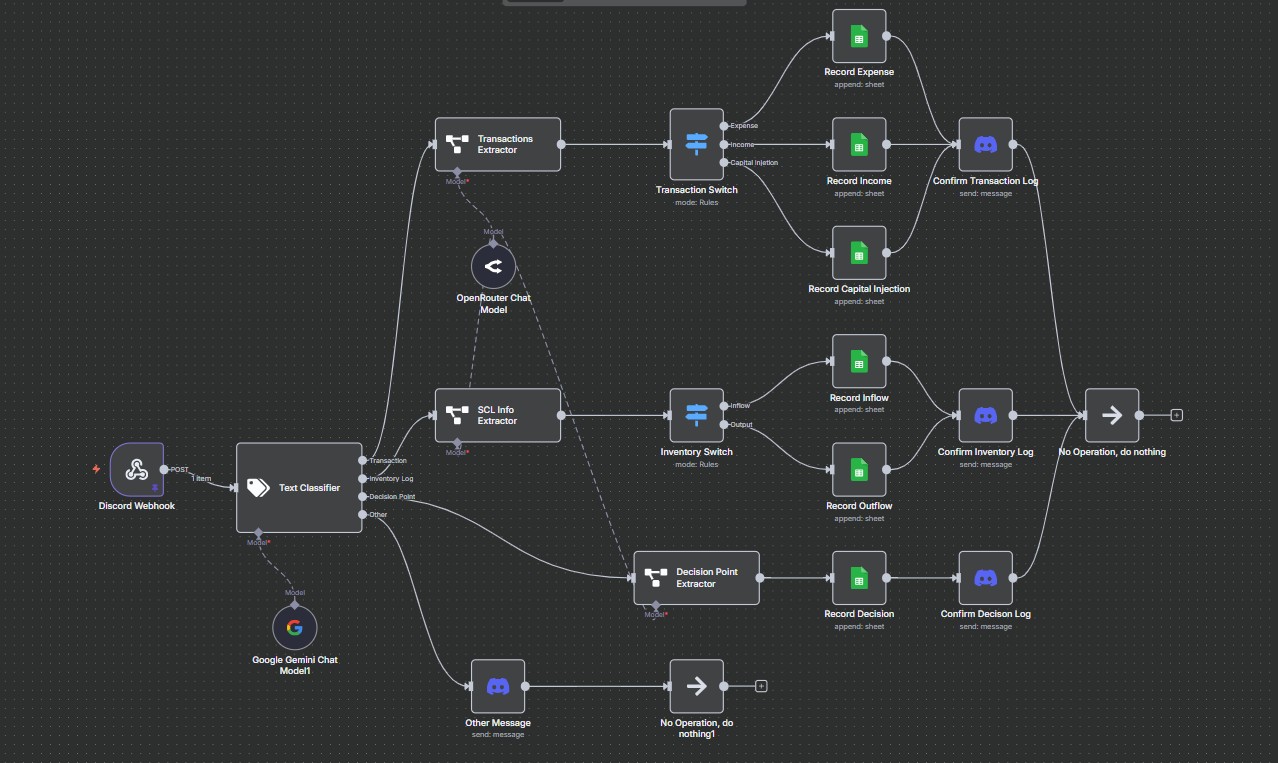 Record Expense
append: sheet
Transactions
Extractor
Model*
Expense
Income
Capital Injetion
Transaction Switch
mode: Rules
Record Income
append: sheet
Confirm Transaction Log
send: message
Model
OpenRouter Chat
Model
Record Capital Injection
append: sheet
Record Inflow
append: sheet
SCL Info
Extractor
Model*
Inflow
Output
Inventory Switch
mode: Rules
Confirm Inventory Log
send: message
No Operation, do nothing
POST
1 item
Discord Webhook
Text Classifier
Transaction
Inventory Log
Decision Point
Other
Model*
Record Outflow
append: sheet
Decision Point
Extractor
Model*
Record Decision
append: sheet
Confirm Decison Log
send: message
Model
Google Gemini Chat
Model1
Other Message
send: message
No Operation, do
nothing1